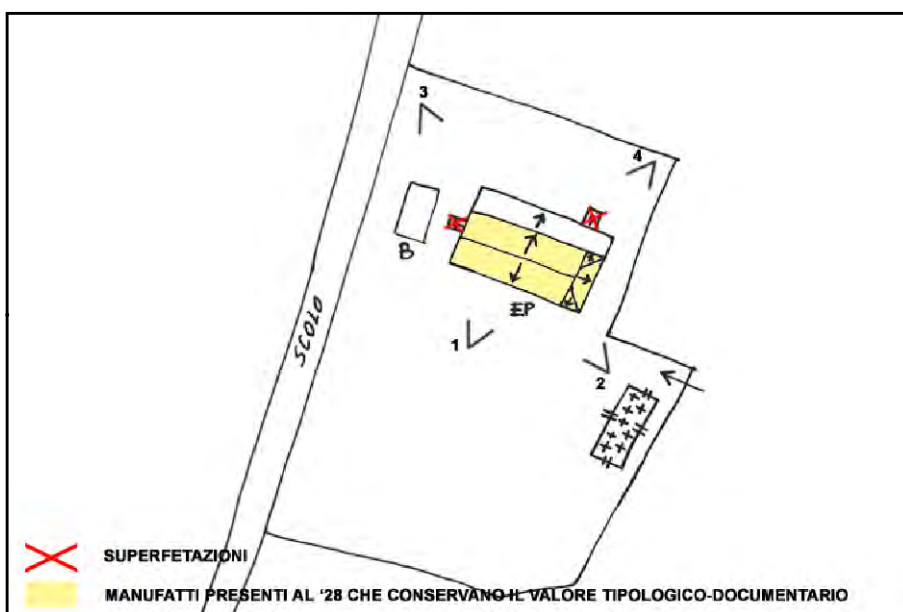 3
4
B
EP
SCOLO
1
2
SUPERFETAZIONI
MANUFATTI PRESENTI AL '28 CHE CONSERVANO IL VALORE TIPOLOGICO-DOCUMENTARIO